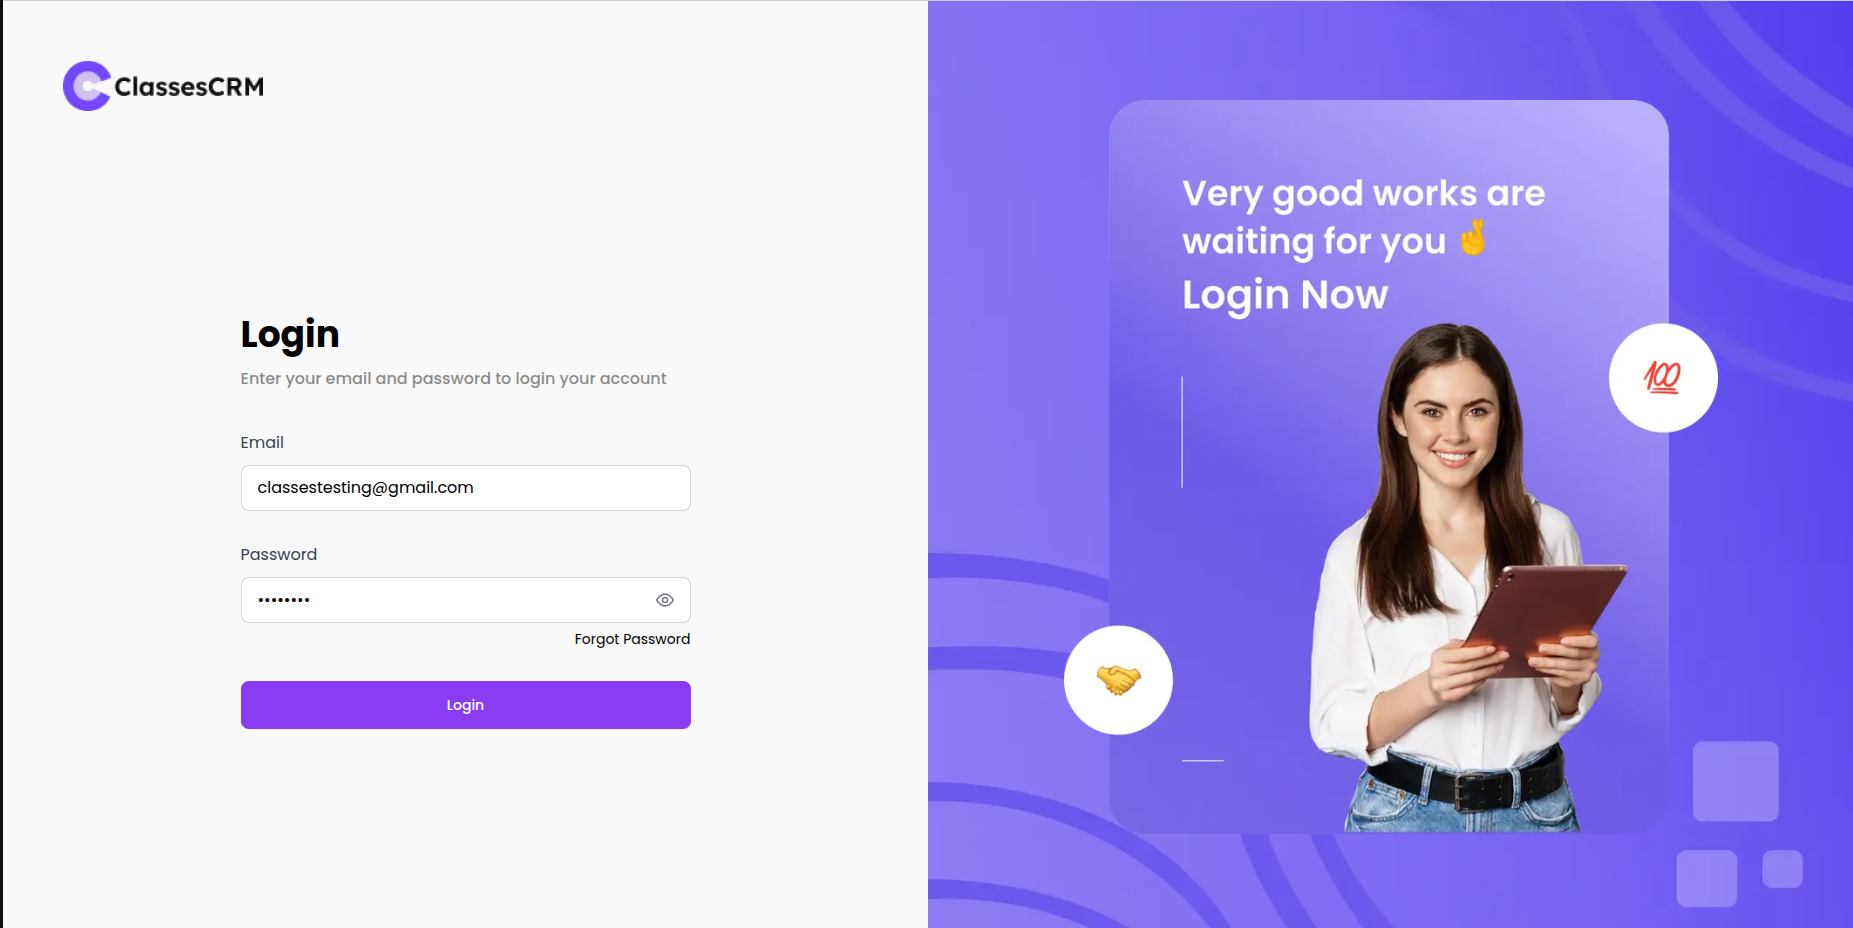 ClassesCRM
Login
Enter your email and password to login your account
Email
classestesting@gmail.com
Password
••••••••
Forgot Password
Login
Very good works are
waiting for you 🤞
Login Now
💯